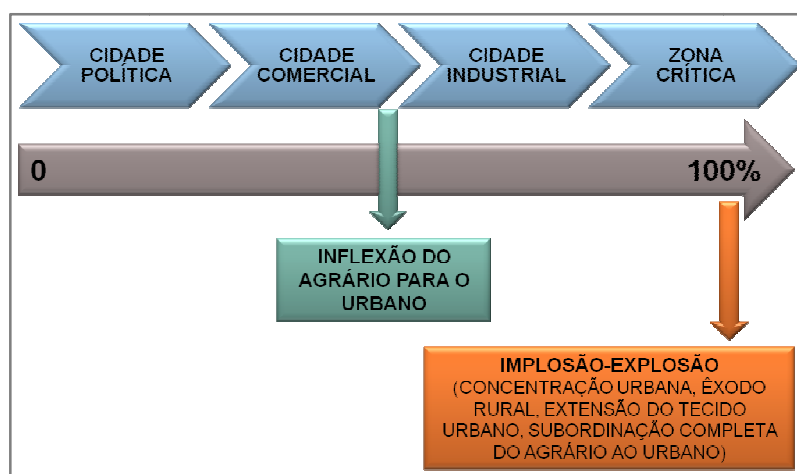 CIDADE
POLÍTICA
CIDADE
COMERCIAL
CIDADE
INDUSTRIAL
ZONA
CRÍTICA
0
100%
INFLEXÃO DO
AGRÁRIO PARA O
URBANO
IMPLOSÃO-EXPLOSÃO
(CONCENTRAÇÃO URBANA, ÊXODO
RURAL, EXTENSÃO DO TECIDO
URBANO, SUBORDINAÇÃO COMPLETA
DO AGRÁRIO AO URBANO)